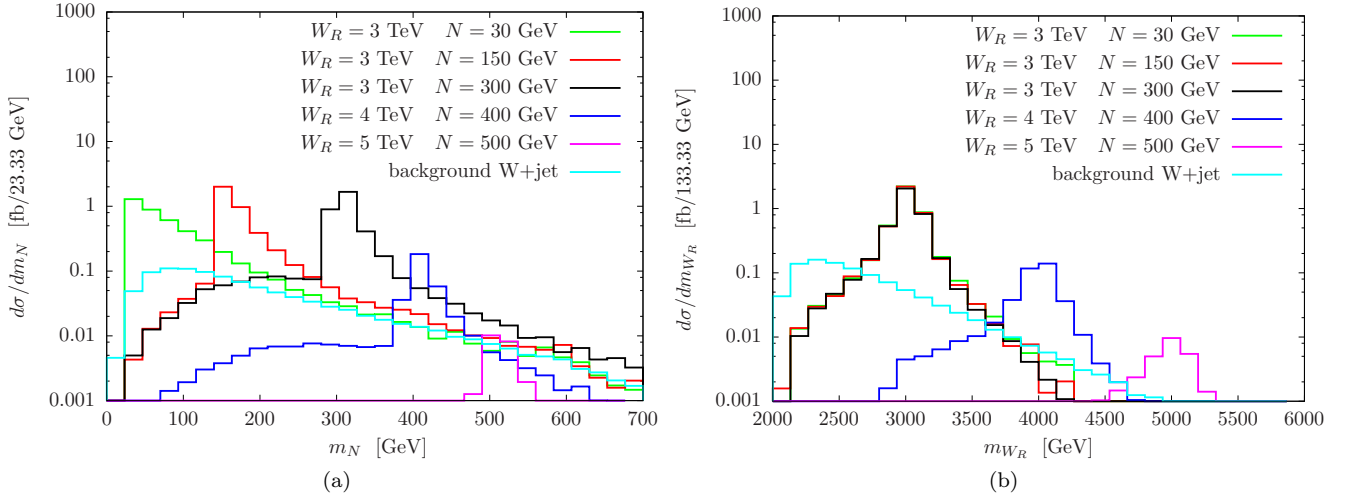 1000
100
10
1
0.1
0.01
0.001
dσ/dm_N [fb/23.33 GeV]
W_R = 3 TeV N = 30 GeV
W_R = 3 TeV N = 150 GeV
W_R = 3 TeV N = 300 GeV
W_R = 4 TeV N = 400 GeV
W_R = 5 TeV N = 500 GeV
background W+jet
0 100 200 300 400 500 600 700
m_N [GeV]
(a)
1000
100
10
1
0.1
0.01
0.001
dσ/dm_{W_R} [fb/133.33 GeV]
W_R = 3 TeV N = 30 GeV
W_R = 3 TeV N = 150 GeV
W_R = 3 TeV N = 300 GeV
W_R = 4 TeV N = 400 GeV
W_R = 5 TeV N = 500 GeV
background W+jet
2000 2500 3000 3500 4000 4500 5000 5500 6000
m_{W_R} [GeV]
(b)